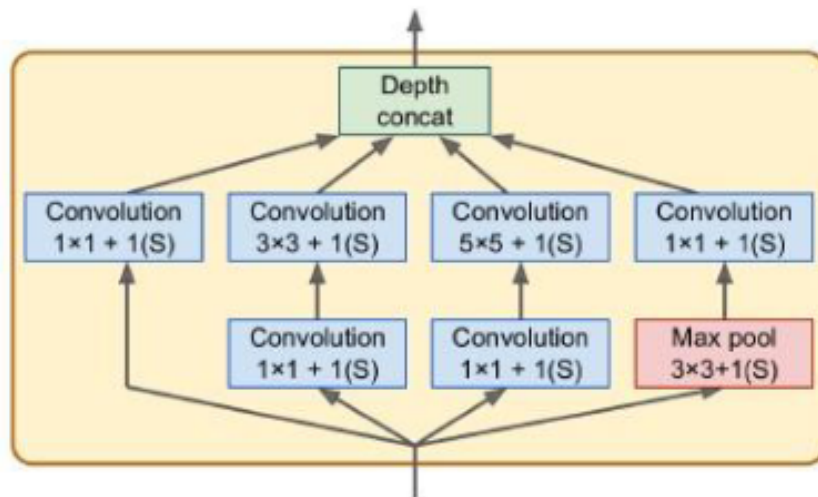 Depth
concat
Convolution
1×1 + 1(S)
Convolution
3×3 + 1(S)
Convolution
5×5 + 1(S)
Convolution
1×1 + 1(S)
Convolution
1×1 + 1(S)
Convolution
1×1 + 1(S)
Max pool
3×3+1(S)